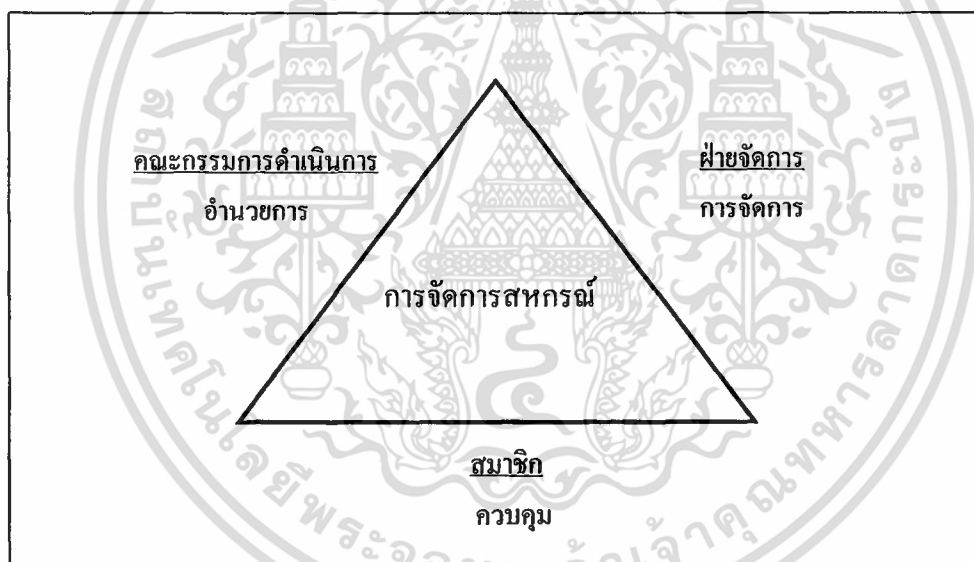 คณะกรรมการดำเนินการ
อำนวยการ
ฝ่ายจัดการ
การจัดการ
การจัดการสหกรณ์
สมาชิก
ควบคุม